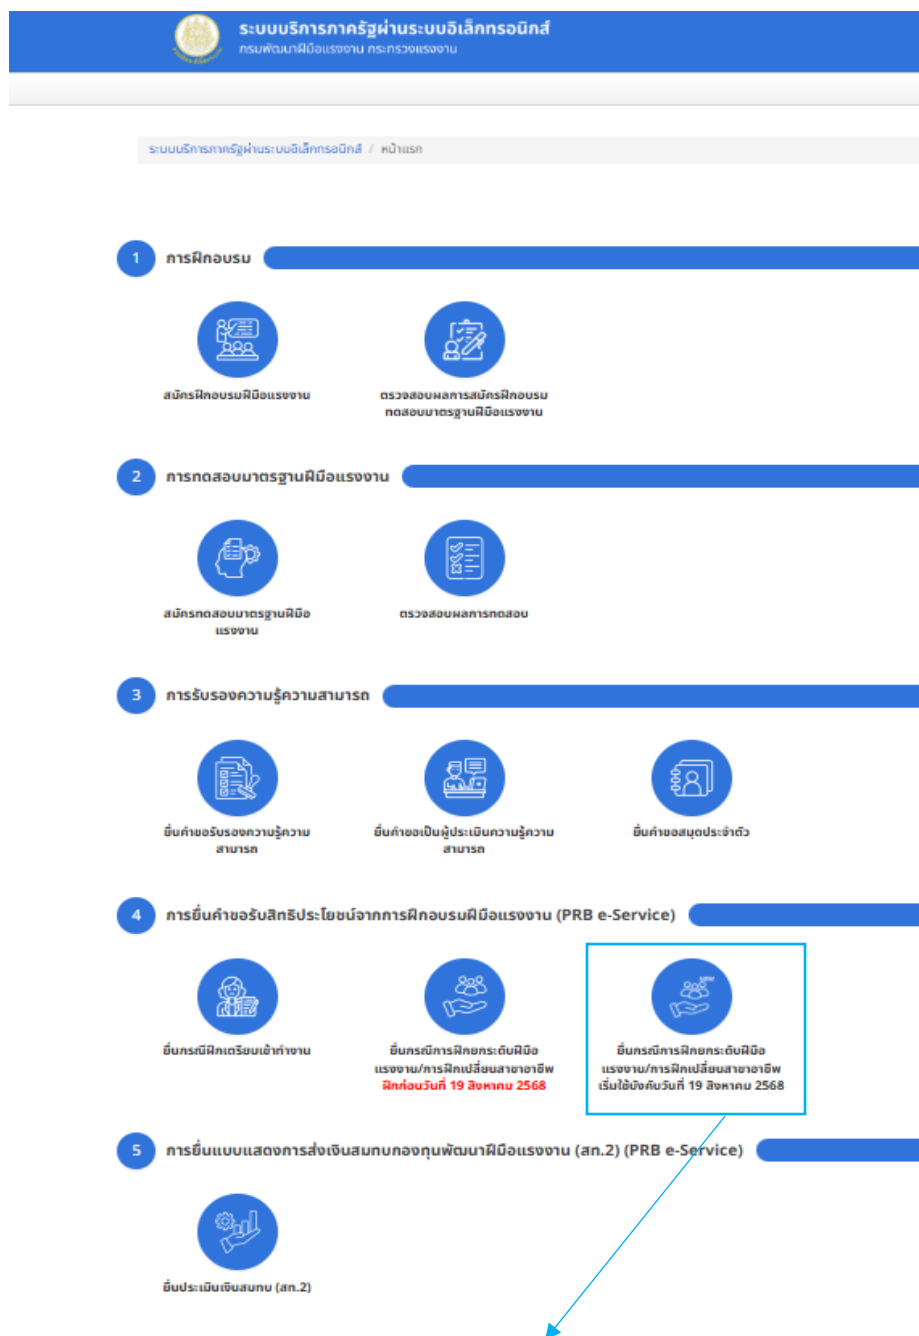 ระบบบริการภาครัฐผ่านระบบอิเล็กทรอนิกส์
กรมพัฒนาฝีมือแรงงาน กระทรวงแรงงาน
ระบบบริการภาครัฐผ่านระบบอิเล็กทรอนิกส์ / หน้าแรก
1 การฝึกอบรม
สมัครฝึกอบรมฝีมือแรงงาน
ตรวจสอบผลการสมัครฝึกอบรม
ทดสอบมาตรฐานฝีมือแรงงาน
2 การทดสอบมาตรฐานฝีมือแรงงาน
สมัครทดสอบมาตรฐานฝีมือ
แรงงาน
ตรวจสอบผลการทดสอบ
3 การรับรองความรู้ความสามารถ
ยื่นคำขอรับรองความรู้ความ
สามารถ
ยื่นคำขอเป็นผู้ประเมินความรู้ความ
สามารถ
ยื่นคำขอสมุดประจำตัว
4 การยื่นคำขอรับสิทธิประโยชน์จากการฝึกอบรมฝีมือแรงงาน (PRB e-Service)
ยื่นกรณีฝึกเตรียมเข้าทำงาน
ยื่นกรณีการฝึกยกระดับฝีมือ
แรงงาน/การฝึกเปลี่ยนสาขาอาชีพ
ฝึกก่อนวันที่ 19 สิงหาคม 2568
ยื่นกรณีการฝึกยกระดับฝีมือ
แรงงาน/การฝึกเปลี่ยนสาขาอาชีพ
เริ่มใช้บังคับวันที่ 19 สิงหาคม 2568
5 การยื่นแบบแสดงการส่งเงินสมทบกองทุนพัฒนาฝีมือแรงงาน (สท.2) (PRB e-Service)
ยื่นประเมินเงินสมทบ (สท.2)